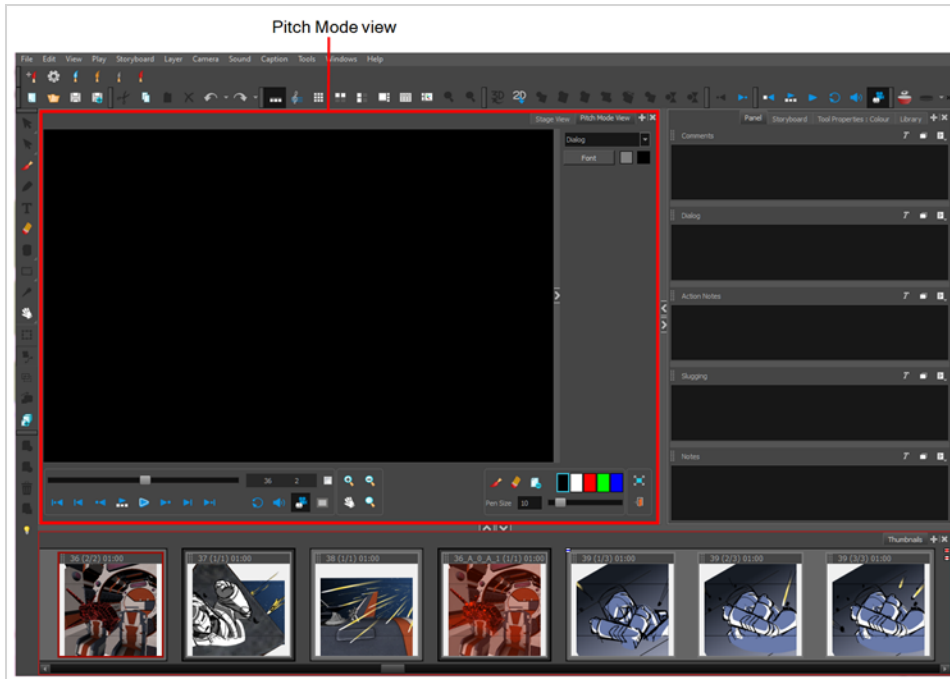 Pitch Mode view
File Edit View Play Storyboard Layer Camera Sound Caption Tools Windows Help
3D 2D
Stage View Pitch Mode View
Panel Storyboard Tool Properties : Colour Library
Dialog
Font
Comments
Dialog
Action Notes
Slugging
Notes
36 2
Pen Size 10
Thumbnails
36 (2/2) 01:00 37 (1/1) 01:00 38 (1/1) 01:00 36_A_0_A_1 (1/1) 01:00 39 (1/3) 01:00 39 (2/3) 01:00 39 (3/3) 01:00